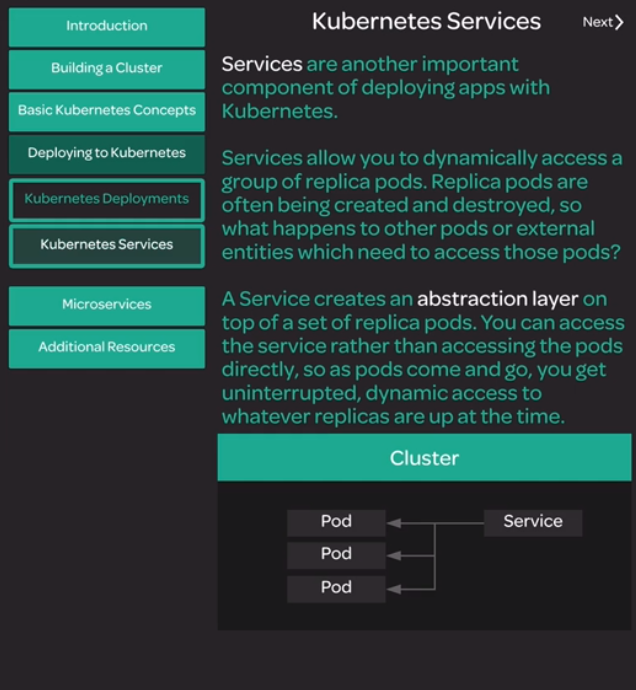 Introduction
Building a Cluster
Basic Kubernetes Concepts
Deploying to Kubernetes
Kubernetes Deployments
Kubernetes Services
Microservices
Additional Resources
Kubernetes Services
Next❯
Services are another important
component of deploying apps with
Kubernetes.
Services allow you to dynamically access a
group of replica pods. Replica pods are
often being created and destroyed, so
what happens to other pods or external
entities which need to access those pods?
A Service creates an abstraction layer on
top of a set of replica pods. You can access
the service rather than accessing the pods
directly, so as pods come and go, you get
uninterrupted, dynamic access to
whatever replicas are up at the time.
Cluster
Pod
Service
Pod
Pod